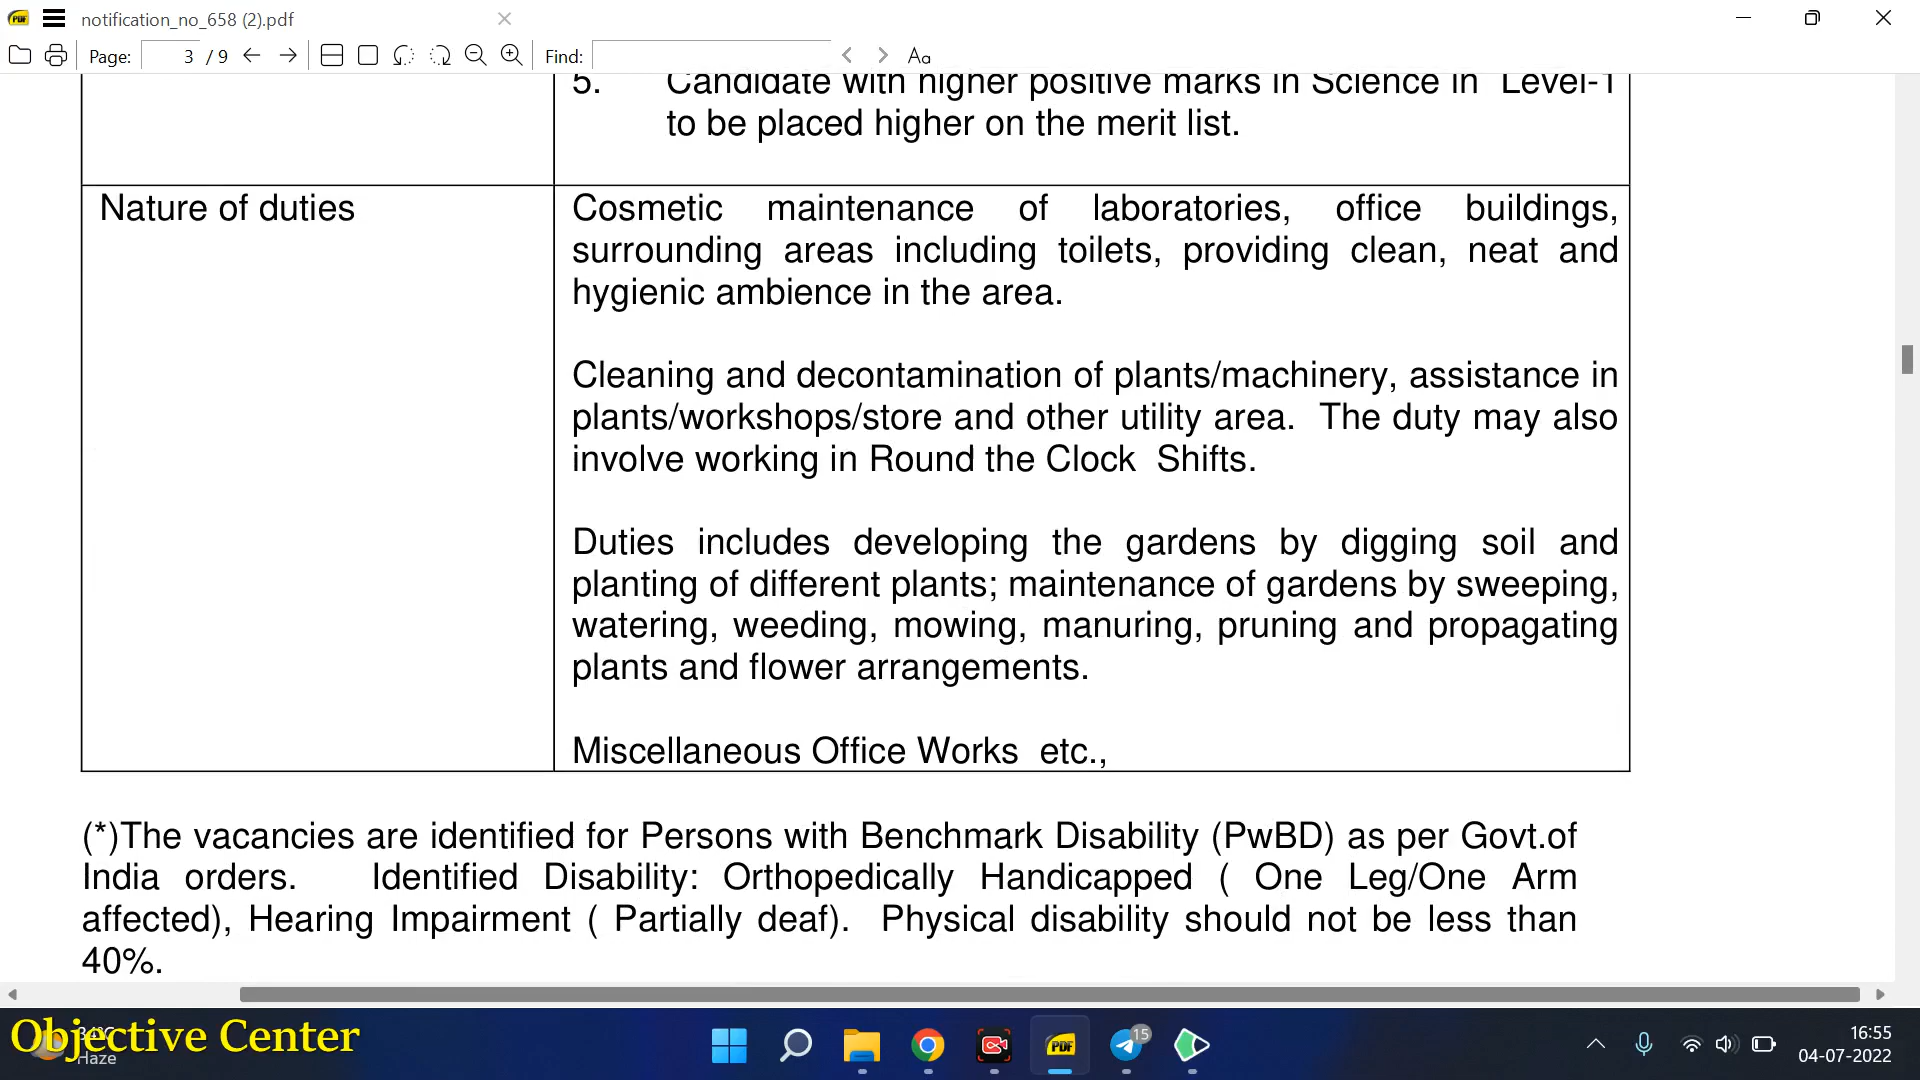 notification_no_658 (2).pdf
Page: 3 / 9 Find: Aa
5. Candidate with higher positive marks in Science in Level-1
to be placed higher on the merit list.
Nature of duties
Cosmetic maintenance of laboratories, office buildings,
surrounding areas including toilets, providing clean, neat and
hygienic ambience in the area.
Cleaning and decontamination of plants/machinery, assistance in
plants/workshops/store and other utility area. The duty may also
involve working in Round the Clock Shifts.
Duties includes developing the gardens by digging soil and
planting of different plants; maintenance of gardens by sweeping,
watering, weeding, mowing, manuring, pruning and propagating
plants and flower arrangements.
Miscellaneous Office Works etc.,
(*)The vacancies are identified for Persons with Benchmark Disability (PwBD) as per Govt.of
India orders. Identified Disability: Orthopedically Handicapped ( One Leg/One Arm
affected), Hearing Impairment ( Partially deaf). Physical disability should not be less than
40%.
Objective Center
Haze
PDF
15
16:55
04-07-2022